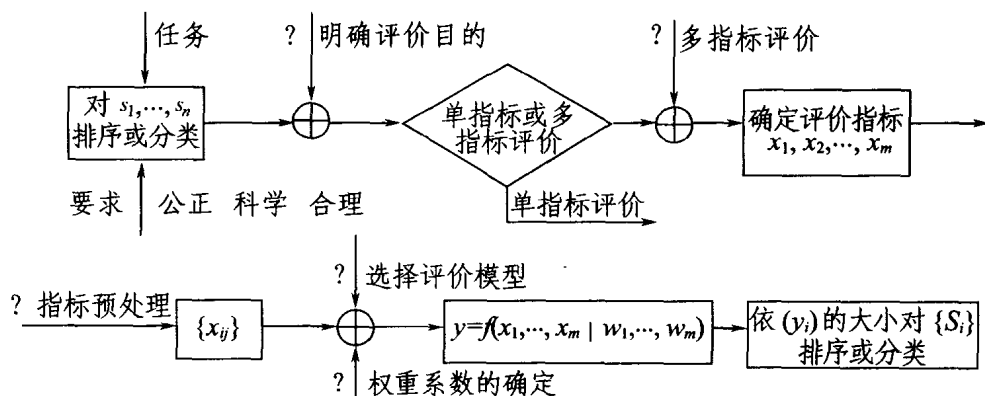 任务
? 明确评价目的
? 多指标评价
对 s₁,…,sₙ
排序或分类
单指标或多
指标评价
确定评价指标
x₁, x₂,…, xₘ
要求 公正 科学 合理
单指标评价
? 选择评价模型
? 指标预处理
{xᵢⱼ}
y=f(x₁,…, xₘ | w₁,…, wₘ)
依 (yᵢ) 的大小对 {Sᵢ}
排序或分类
? 权重系数的确定